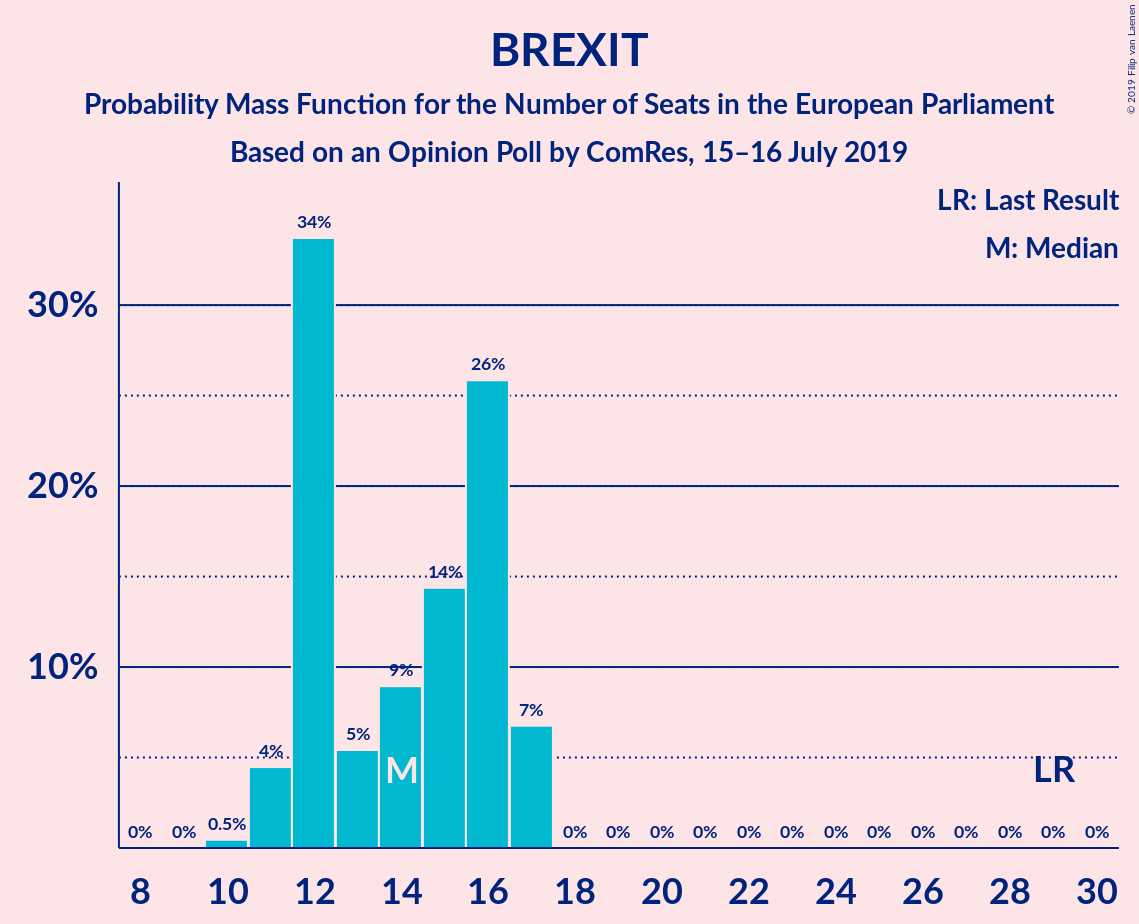 BREXIT
Probability Mass Function for the Number of Seats in the European Parliament
Based on an Opinion Poll by ComRes, 15–16 July 2019
© 2019 Filip van Laenen
LR: Last Result
M: Median
34%
30%
26%
20%
14%
10%
9%
7%
5%
4%
M
LR
0% 0% 0.5% 0% 0% 0% 0% 0% 0% 0% 0% 0% 0% 0% 0% 0%
8 10 12 14 16 18 20 22 24 26 28 30